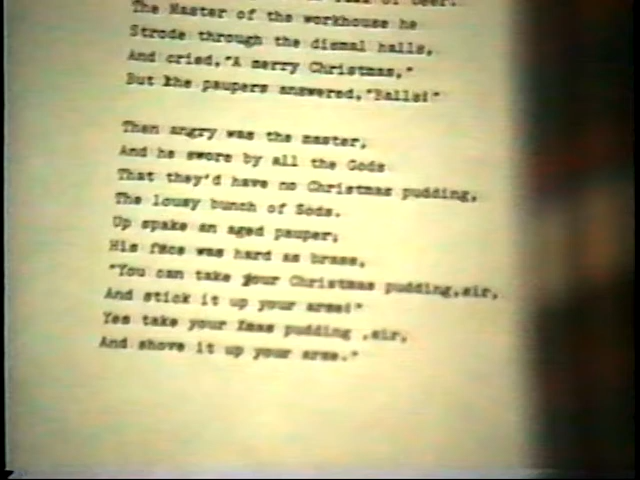 of Beer.
The Master of the workhouse he
Strode through the dismal halls,
And cried,"A merry Christmas,"
But the paupers answered,"Balls!"
Then angry was the master,
And he swore by all the Gods
That they'd have no Christmas pudding,
The lousy bunch of Sods.
Up spake an aged pauper,
His face was hard as brass,
"You can take your Christmas pudding,sir,
And stick it up your arse!"
Yes take your Xmas pudding ,sir,
And shove it up your arse."